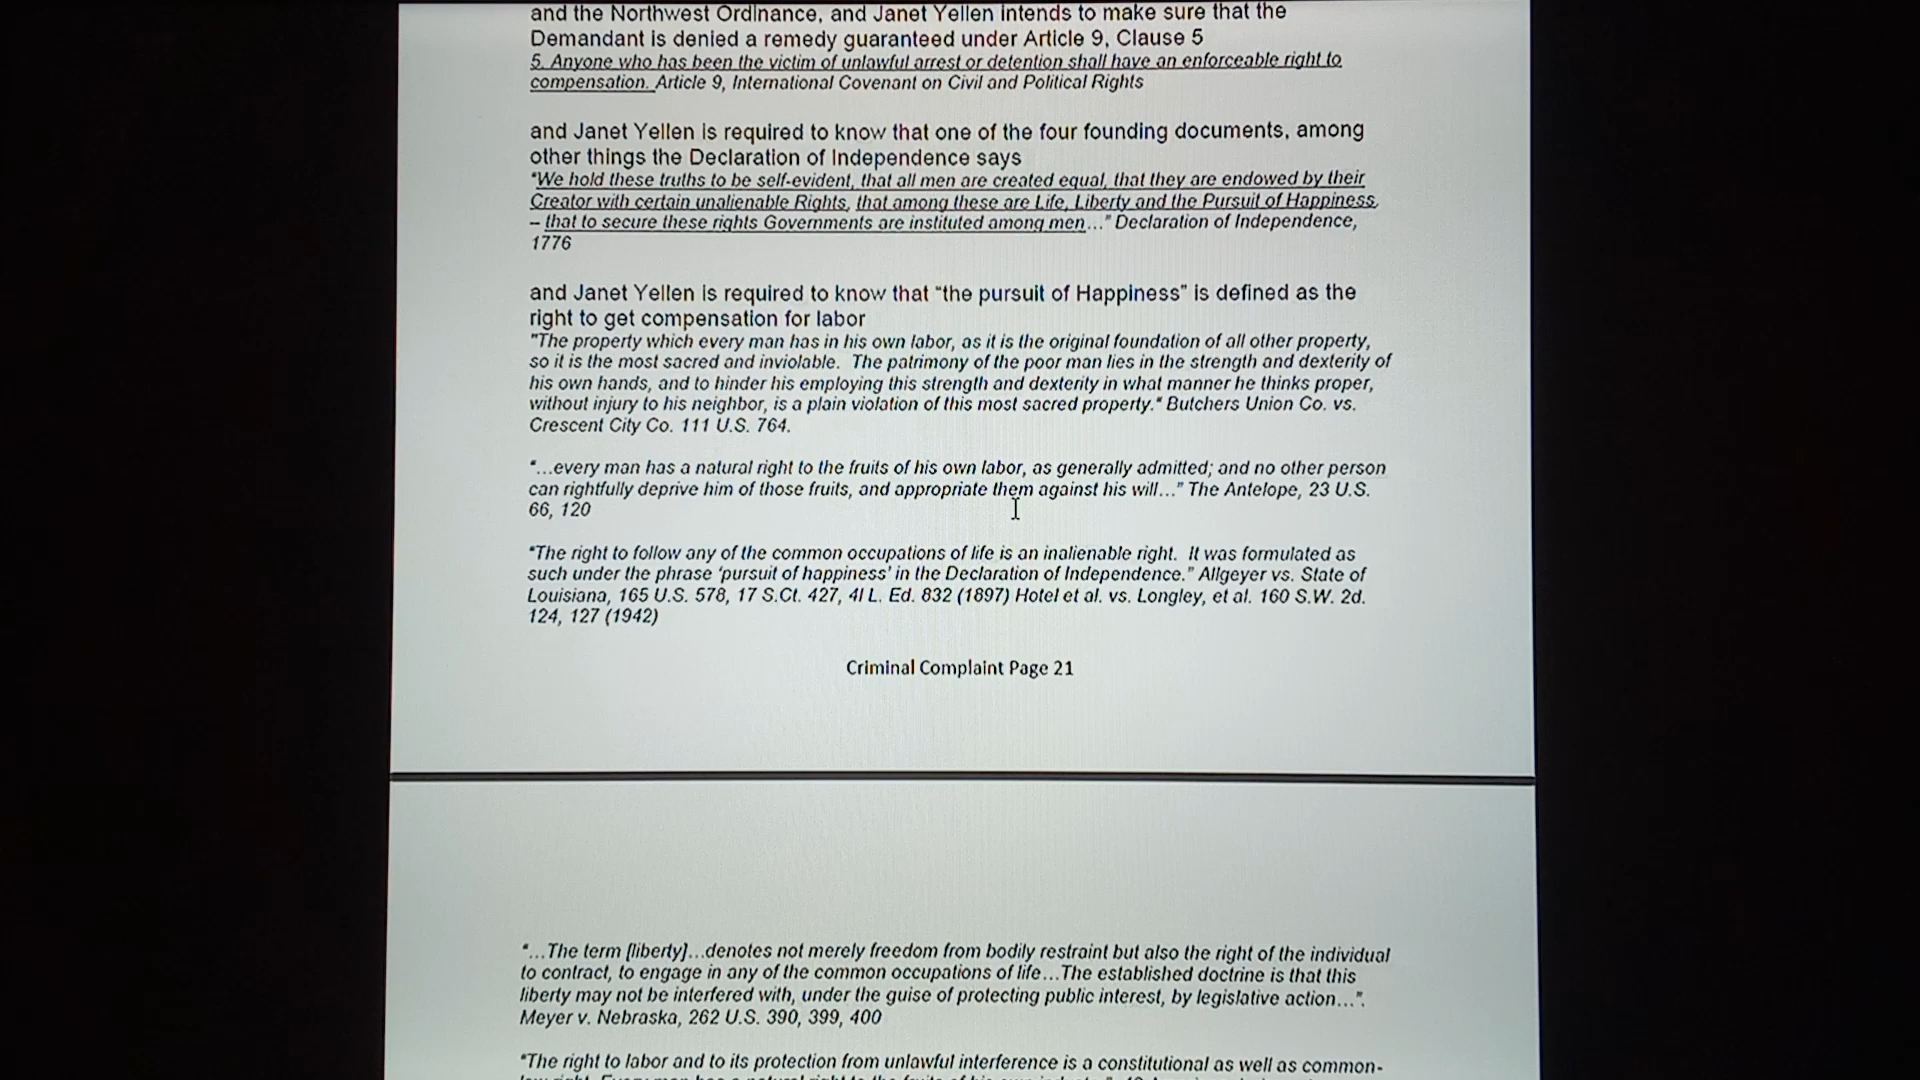 and the Northwest Ordinance, and Janet Yellen intends to make sure that the
Demandant is denied a remedy guaranteed under Article 9, Clause 5
5. Anyone who has been the victim of unlawful arrest or detention shall have an enforceable right to
compensation. Article 9, International Covenant on Civil and Political Rights
and Janet Yellen is required to know that one of the four founding documents, among
other things the Declaration of Independence says
"We hold these truths to be self-evident, that all men are created equal, that they are endowed by their
Creator with certain unalienable Rights, that among these are Life, Liberty and the Pursuit of Happiness,
– that to secure these rights Governments are instituted among men…" Declaration of Independence,
1776
and Janet Yellen is required to know that "the pursuit of Happiness" is defined as the
right to get compensation for labor
"The property which every man has in his own labor, as it is the original foundation of all other property,
so it is the most sacred and inviolable. The patrimony of the poor man lies in the strength and dexterity of
his own hands, and to hinder his employing this strength and dexterity in what manner he thinks proper,
without injury to his neighbor, is a plain violation of this most sacred property." Butchers Union Co. vs.
Crescent City Co. 111 U.S. 764.
"…every man has a natural right to the fruits of his own labor, as generally admitted; and no other person
can rightfully deprive him of those fruits, and appropriate them against his will…" The Antelope, 23 U.S.
66, 120
"The right to follow any of the common occupations of life is an inalienable right. It was formulated as
such under the phrase 'pursuit of happiness' in the Declaration of Independence." Allgeyer vs. State of
Louisiana, 165 U.S. 578, 17 S.Ct. 427, 4l L. Ed. 832 (1897) Hotel et al. vs. Longley, et al. 160 S.W. 2d.
124, 127 (1942)
Criminal Complaint Page 21
"…The term [liberty]…denotes not merely freedom from bodily restraint but also the right of the individual
to contract, to engage in any of the common occupations of life…The established doctrine is that this
liberty may not be interfered with, under the guise of protecting public interest, by legislative action…".
Meyer v. Nebraska, 262 U.S. 390, 399, 400
"The right to labor and to its protection from unlawful interference is a constitutional as well as common-